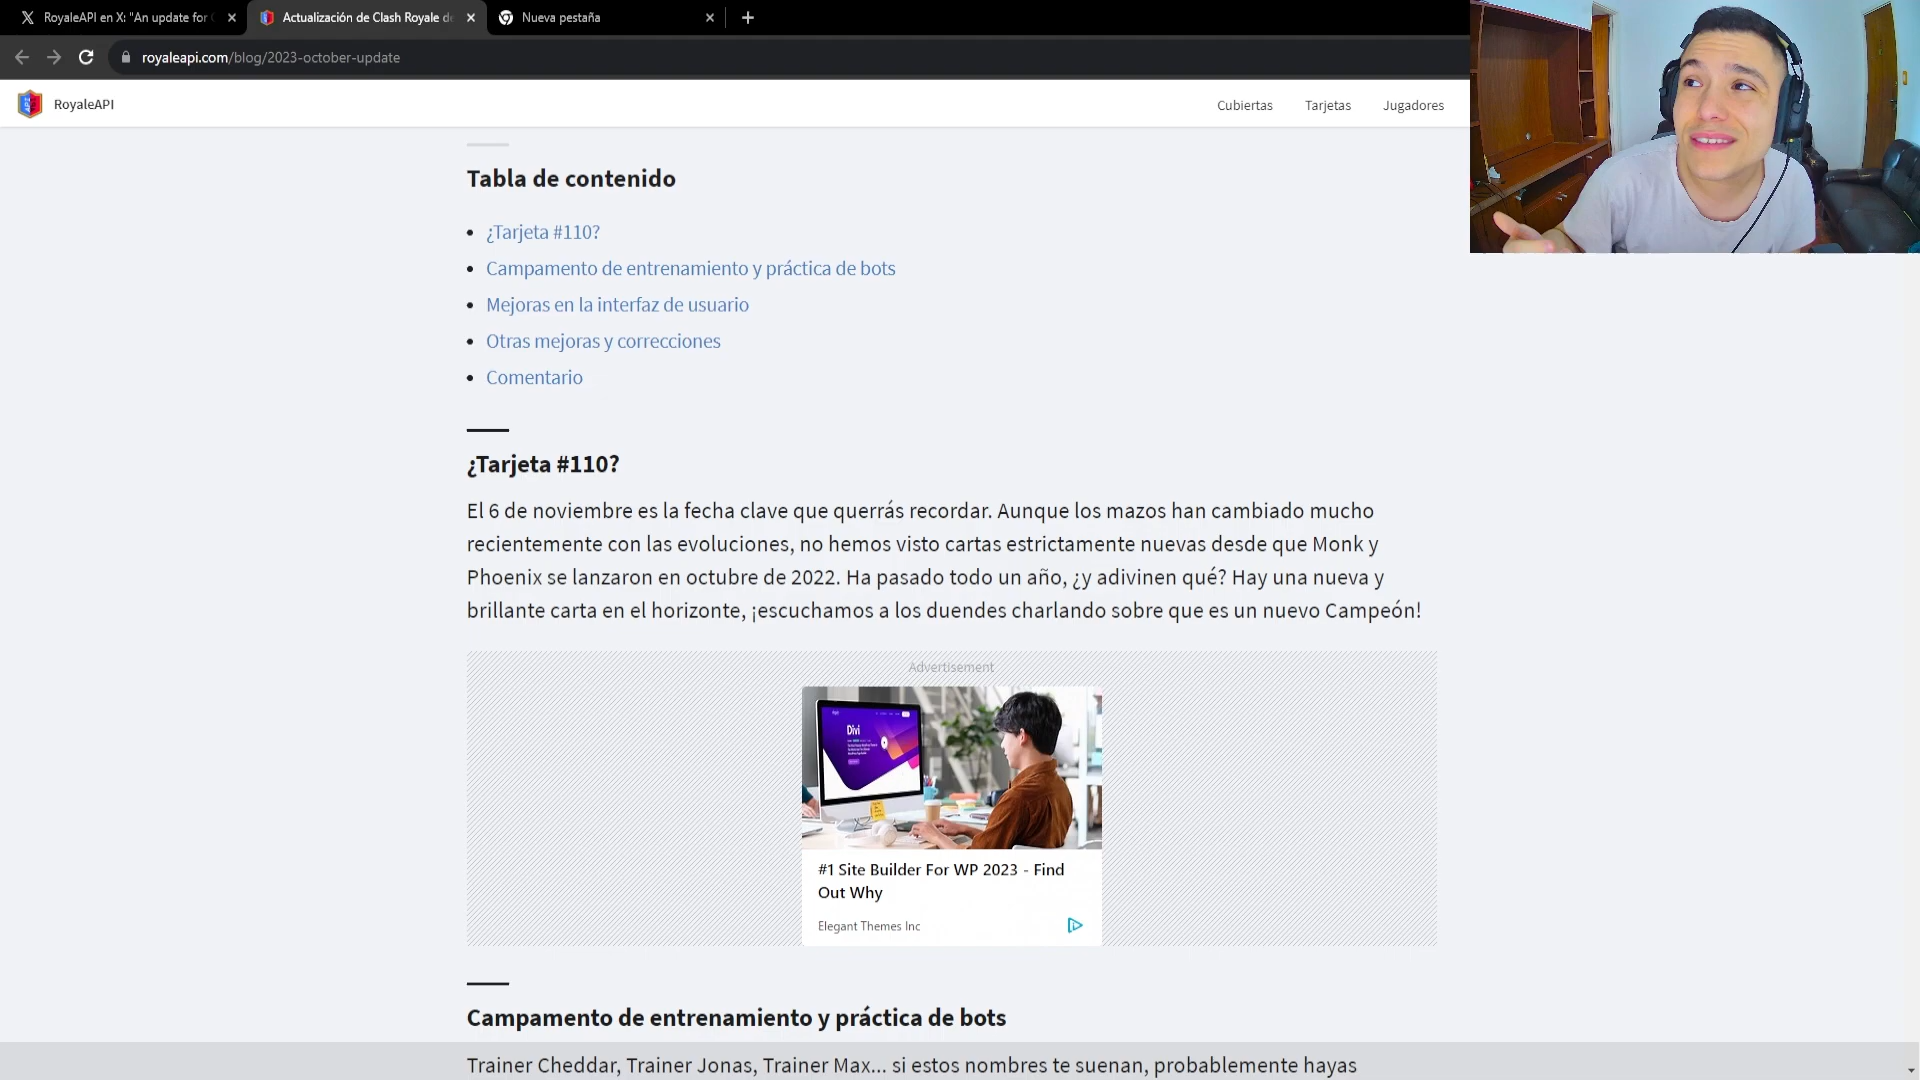 RoyaleAPI en X: "An update for
Actualización de Clash Royale de
Nueva pestaña
royaleapi.com/blog/2023-october-update
RoyaleAPI
Cubiertas
Tarjetas
Jugadores
Tabla de contenido
¿Tarjeta #110?
Campamento de entrenamiento y práctica de bots
Mejoras en la interfaz de usuario
Otras mejoras y correcciones
Comentario
¿Tarjeta #110?
El 6 de noviembre es la fecha clave que querrás recordar. Aunque los mazos han cambiado mucho
recientemente con las evoluciones, no hemos visto cartas estrictamente nuevas desde que Monk y
Phoenix se lanzaron en octubre de 2022. Ha pasado todo un año, ¿y adivinen qué? Hay una nueva y
brillante carta en el horizonte, ¡escuchamos a los duendes charlando sobre que es un nuevo Campeón!
Advertisement
Divi
#1 Site Builder For WP 2023 - Find
Out Why
Elegant Themes Inc
Campamento de entrenamiento y práctica de bots
Trainer Cheddar, Trainer Jonas, Trainer Max... si estos nombres te suenan, probablemente hayas